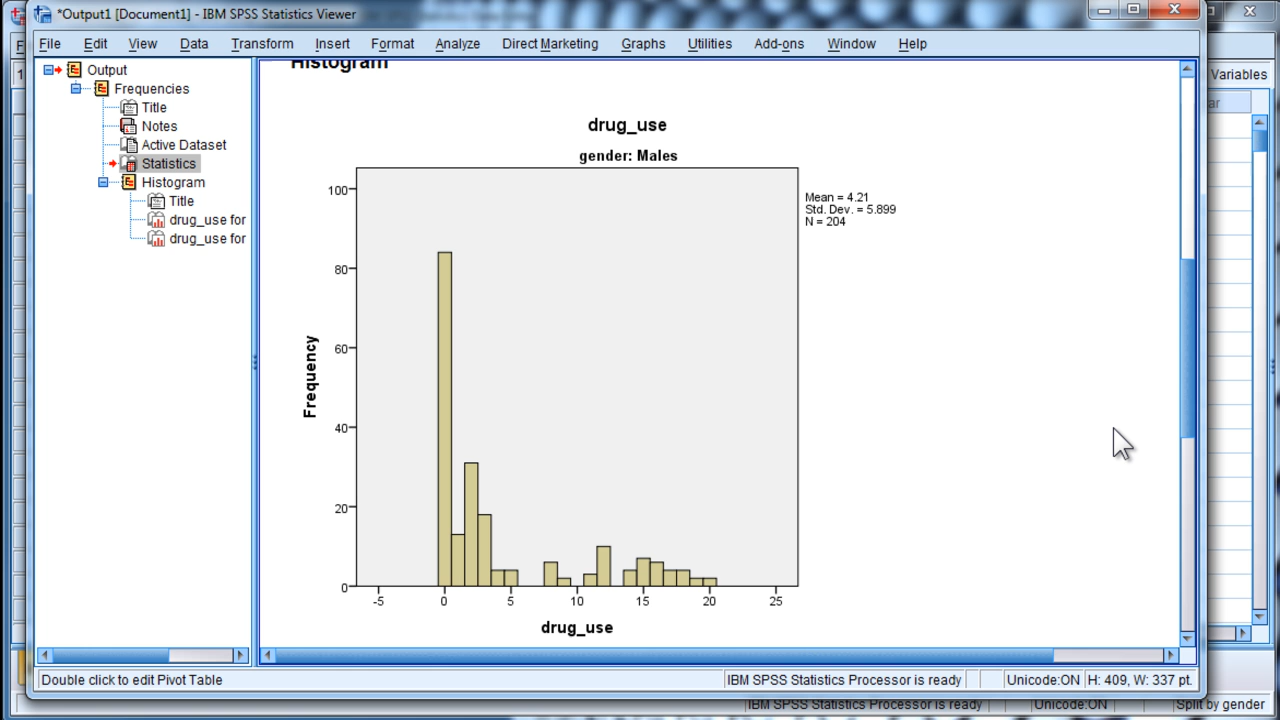 *Output1 [Document1] - IBM SPSS Statistics Viewer
File Edit View Data Transform Insert Format Analyze Direct Marketing Graphs Utilities Add-ons Window Help
Output
Frequencies
Title
Notes
Active Dataset
Statistics
Histogram
Title
drug_use for
drug_use for
Histogram
drug_use
gender: Males
Mean = 4.21
Std. Dev. = 5.899
N = 204
Frequency
100
80
60
40
20
0
-5 0 5 10 15 20 25
drug_use
Variables
Double click to edit Pivot Table
IBM SPSS Statistics Processor is ready
Unicode:ON
H: 409, W: 337 pt.
IBM SPSS Statistics Processor is ready
Unicode:ON
Split by gender